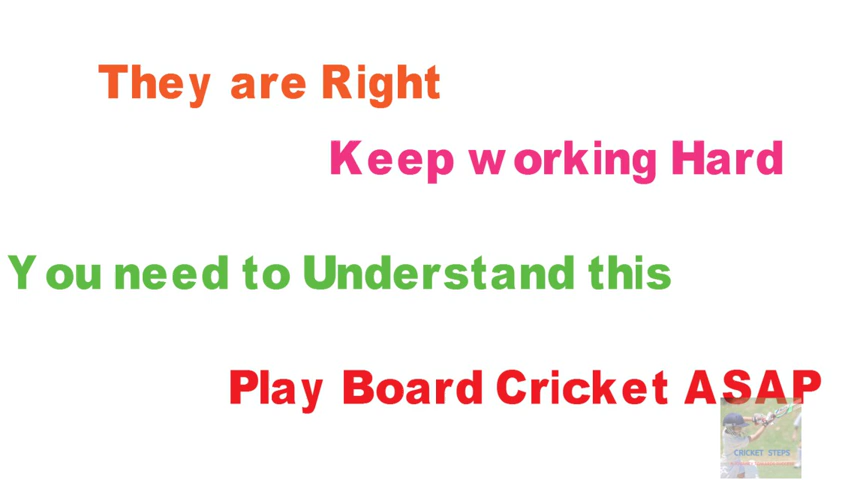 They are Right
Keep working Hard
You need to Understand this
Play Board Cricket ASAP
CRICKET STEPS